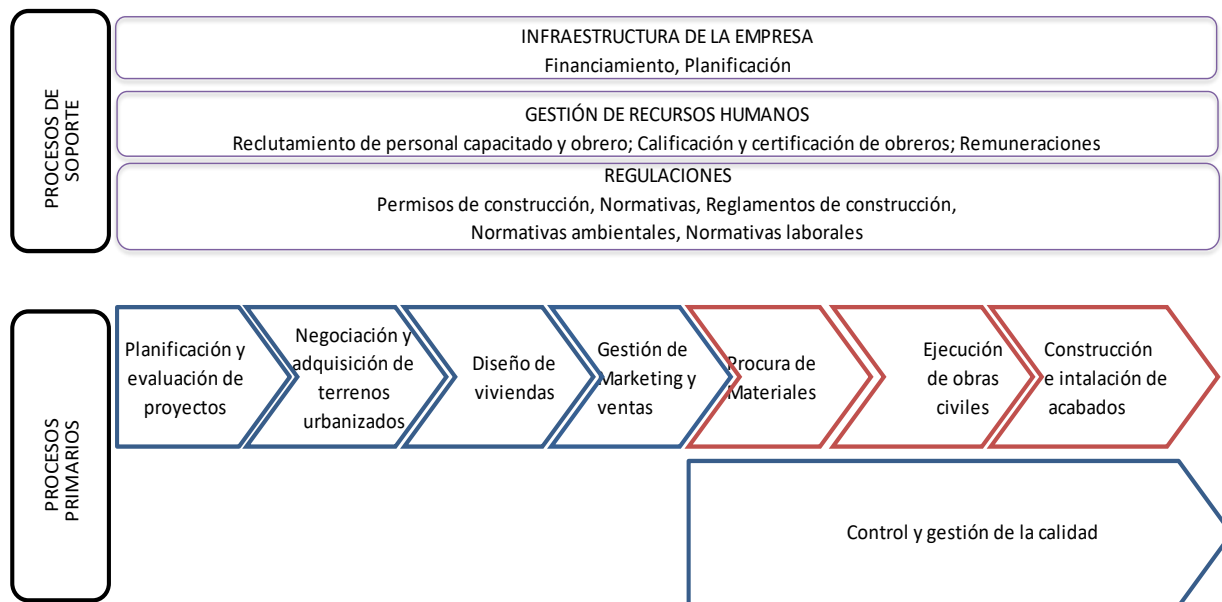 PROCESOS DE
SOPORTE
INFRAESTRUCTURA DE LA EMPRESA
Financiamiento, Planificación
GESTIÓN DE RECURSOS HUMANOS
Reclutamiento de personal capacitado y obrero; Calificación y certificación de obreros; Remuneraciones
REGULACIONES
Permisos de construcción, Normativas, Reglamentos de construcción,
Normativas ambientales, Normativas laborales
PROCESOS
PRIMARIOS
Planificación y
evaluación de
proyectos
Negociación y
adquisición de
terrenos
urbanizados
Diseño de
viviendas
Gestión de
Marketing y
ventas
Procura de
Materiales
Ejecución
de obras
civiles
Construcción
e intalación de
acabados
Control y gestión de la calidad